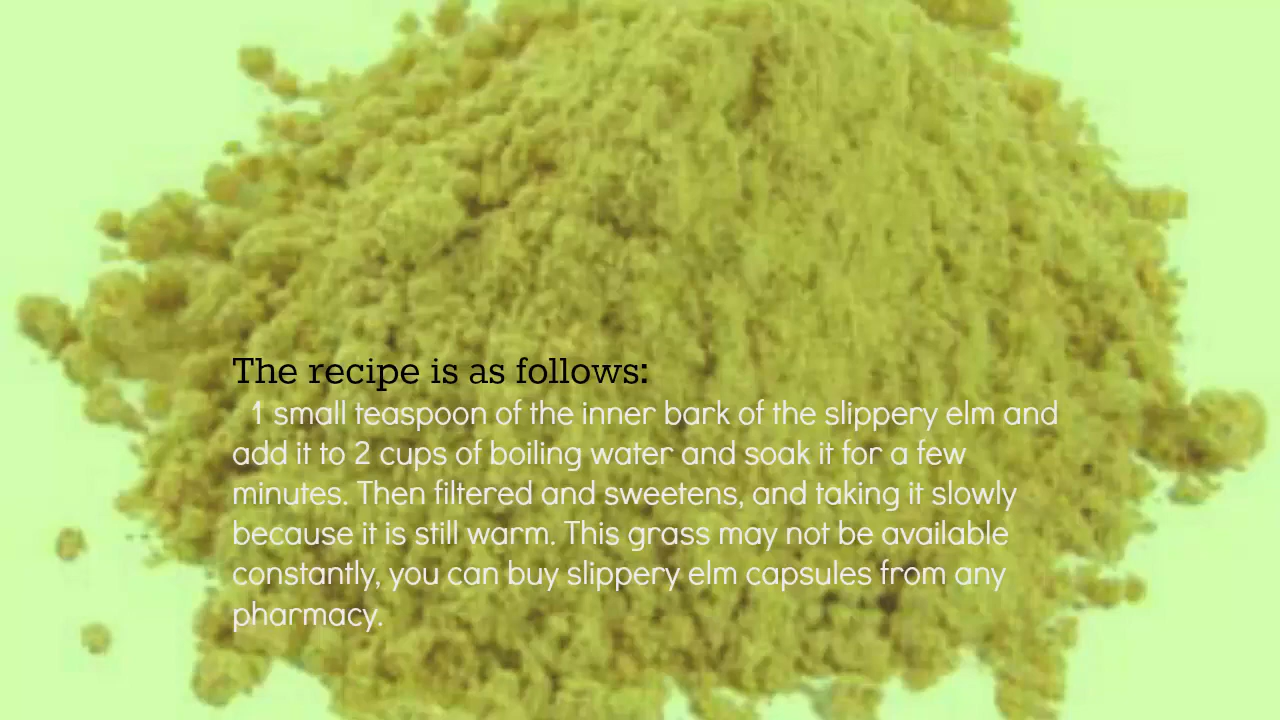 The recipe is as follows:
1 small teaspoon of the inner bark of the slippery elm and
add it to 2 cups of boiling water and soak it for a few
minutes. Then filtered and sweetens, and taking it slowly
because it is still warm. This grass may not be available
constantly, you can buy slippery elm capsules from any
pharmacy.